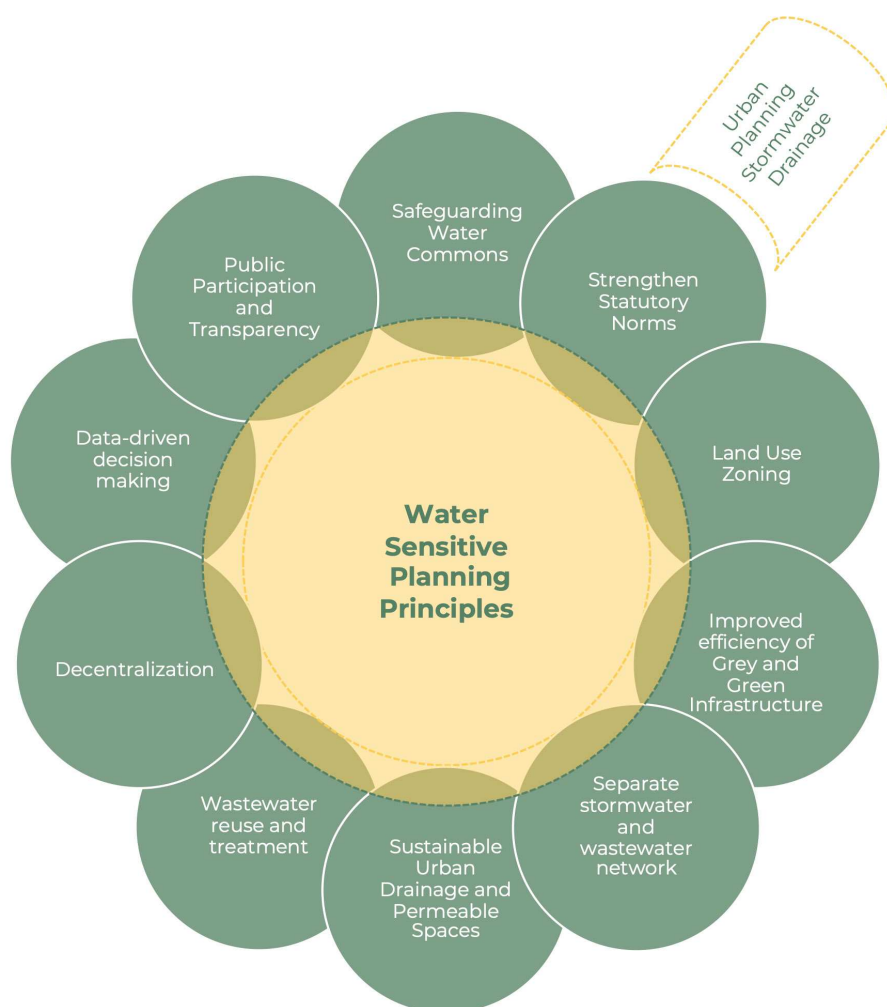 Urban
Planning
Stormwater
Drainage
Safeguarding
Water
Commons
Strengthen
Statutory
Norms
Land Use
Zoning
Improved
efficiency of
Grey and
Green
Infrastructure
Separate
stormwater
and
wastewater
network
Sustainable
Urban
Drainage and
Permeable
Spaces
Wastewater
reuse and
treatment
Decentralization
Data-driven
decision
making
Public
Participation
and
Transparency
Water
Sensitive
Planning
Principles